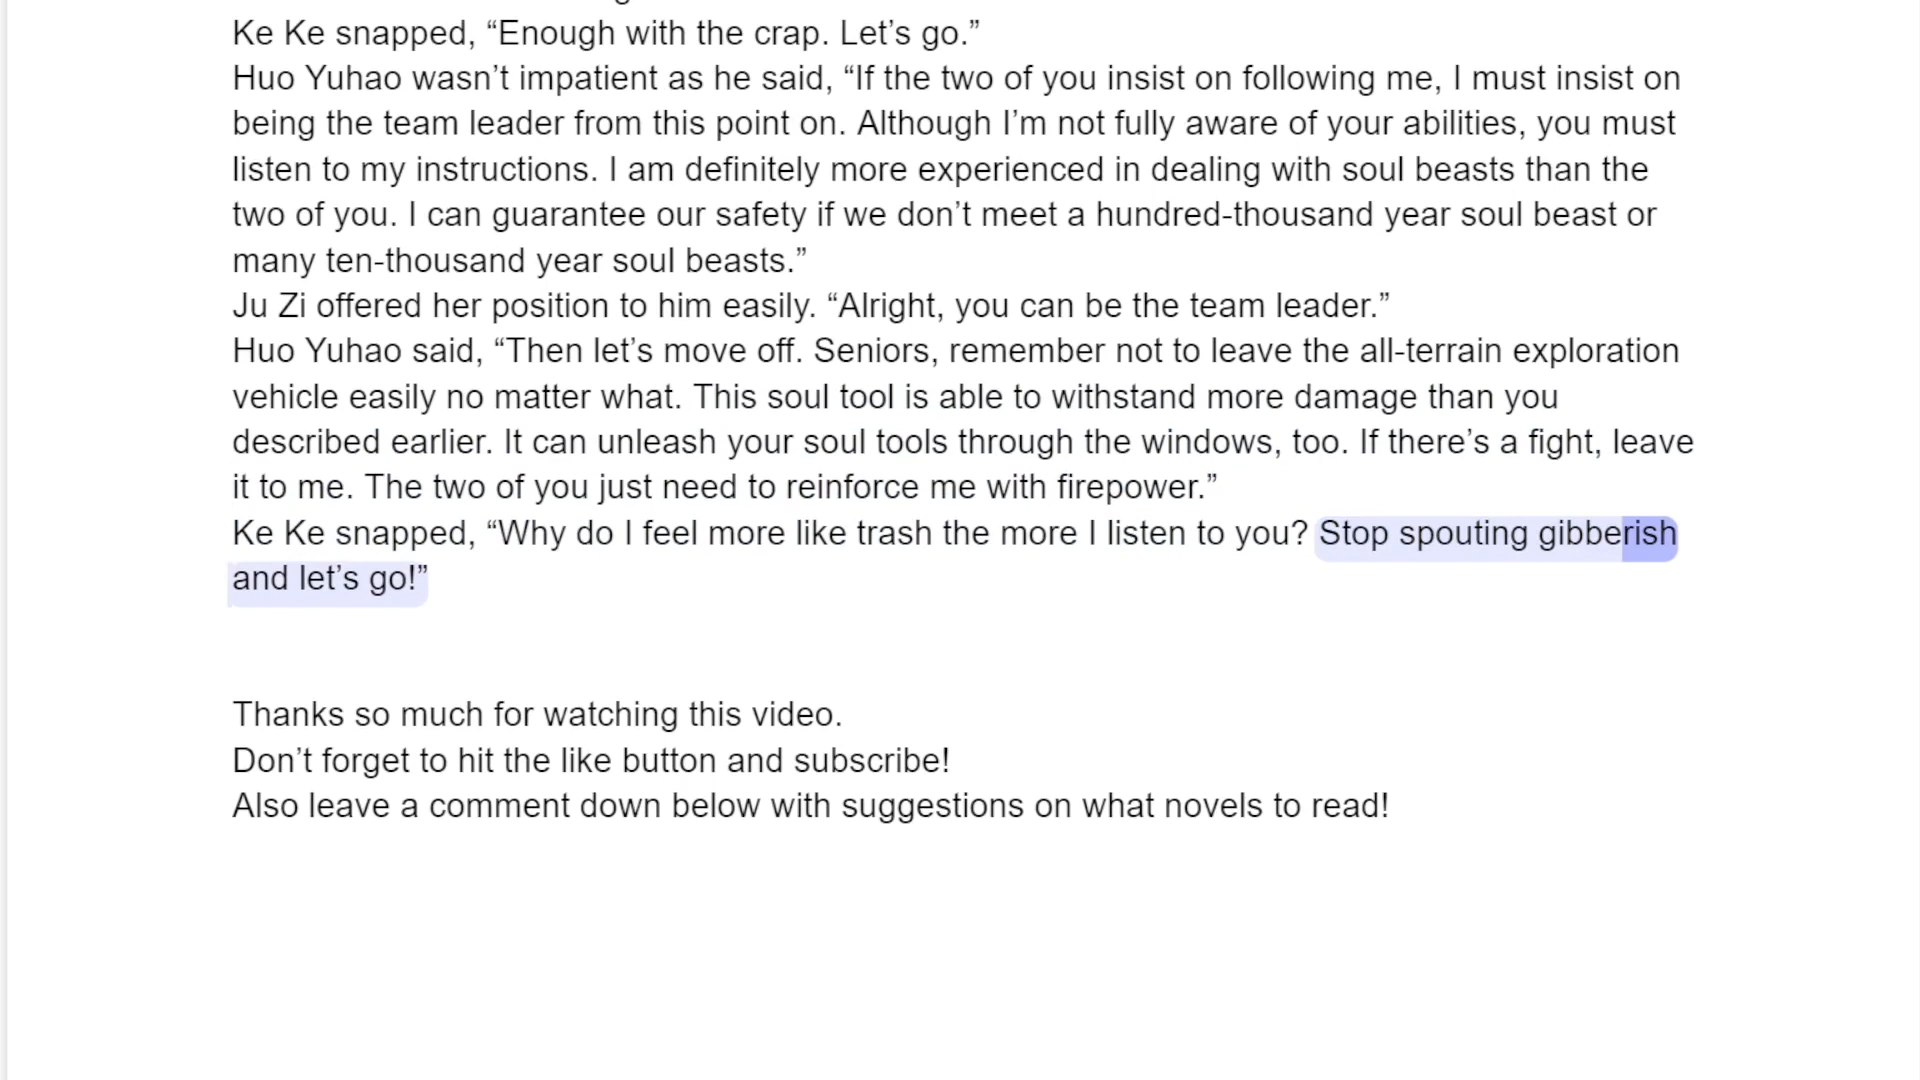 Ke Ke snapped, “Enough with the crap. Let’s go.”
Huo Yuhao wasn’t impatient as he said, “If the two of you insist on following me, I must insist on
being the team leader from this point on. Although I’m not fully aware of your abilities, you must
listen to my instructions. I am definitely more experienced in dealing with soul beasts than the
two of you. I can guarantee our safety if we don’t meet a hundred-thousand year soul beast or
many ten-thousand year soul beasts.”
Ju Zi offered her position to him easily. “Alright, you can be the team leader.”
Huo Yuhao said, “Then let’s move off. Seniors, remember not to leave the all-terrain exploration
vehicle easily no matter what. This soul tool is able to withstand more damage than you
described earlier. It can unleash your soul tools through the windows, too. If there’s a fight, leave
it to me. The two of you just need to reinforce me with firepower.”
Ke Ke snapped, “Why do I feel more like trash the more I listen to you? Stop spouting gibberish
and let’s go!”
Thanks so much for watching this video.
Don’t forget to hit the like button and subscribe!
Also leave a comment down below with suggestions on what novels to read!